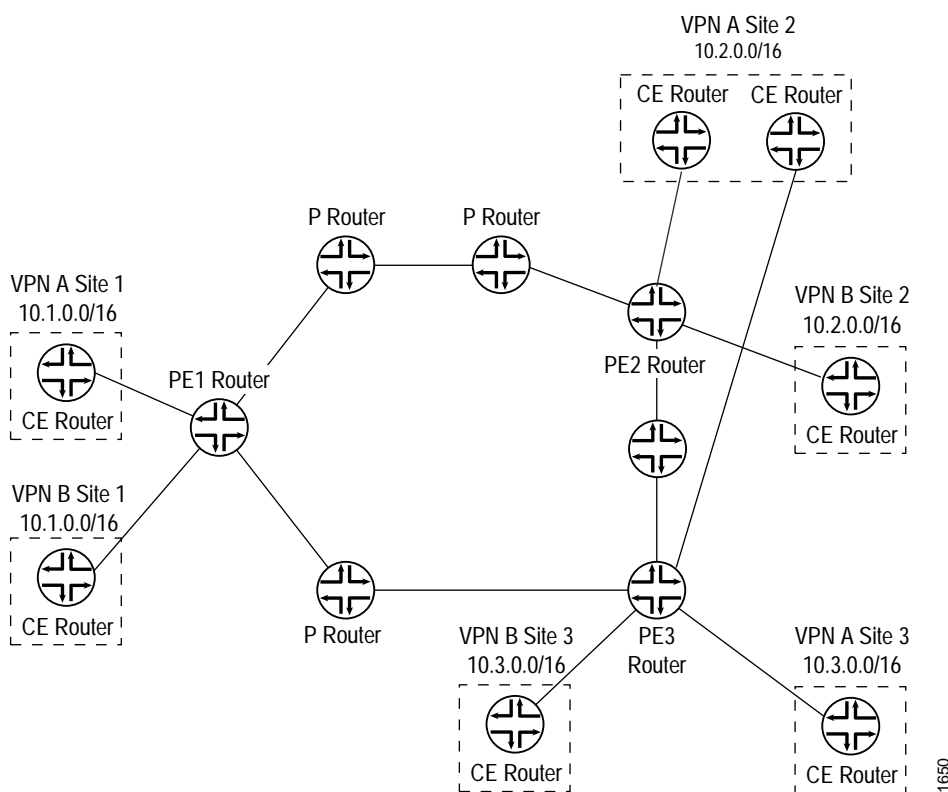 VPN A Site 2
10.2.0.0/16
CE Router
CE Router
P Router
P Router
VPN A Site 1
10.1.0.0/16
CE Router
PE1 Router
PE2 Router
VPN B Site 2
10.2.0.0/16
CE Router
VPN B Site 1
10.1.0.0/16
CE Router
P Router
VPN B Site 3
10.3.0.0/16
CE Router
PE3
Router
VPN A Site 3
10.3.0.0/16
CE Router
1650